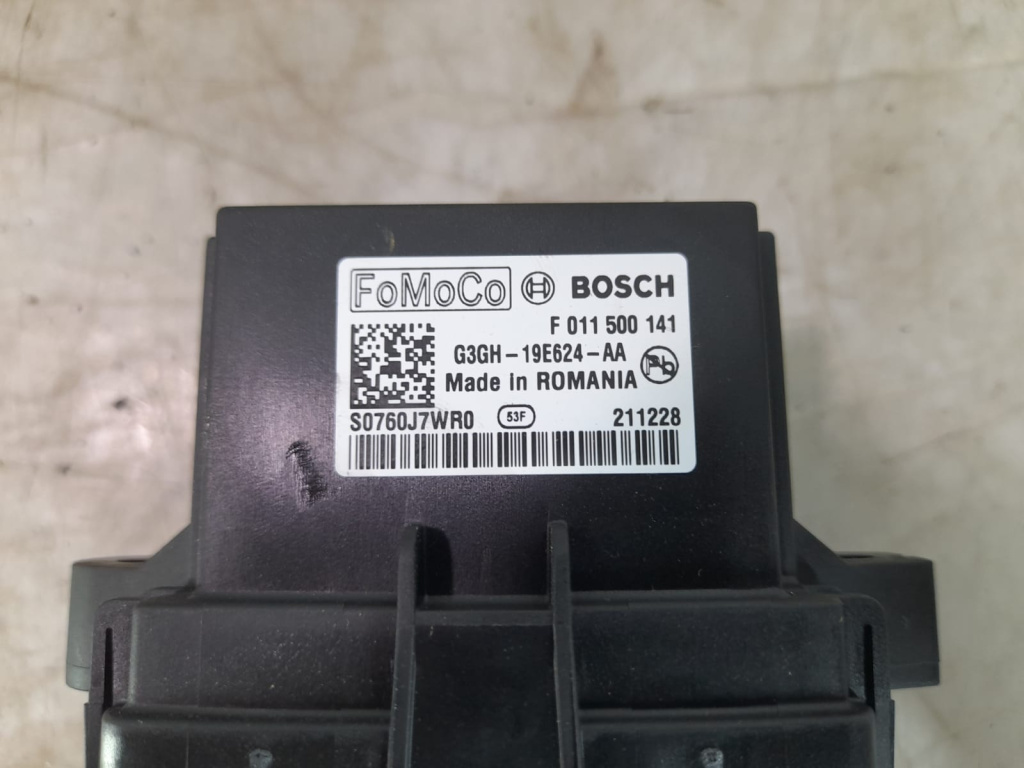 FoMoCo BOSCH
F 011 500 141
G3GH-19E624-AA
Made in ROMANIA
S0760J7WR0 53F 211228